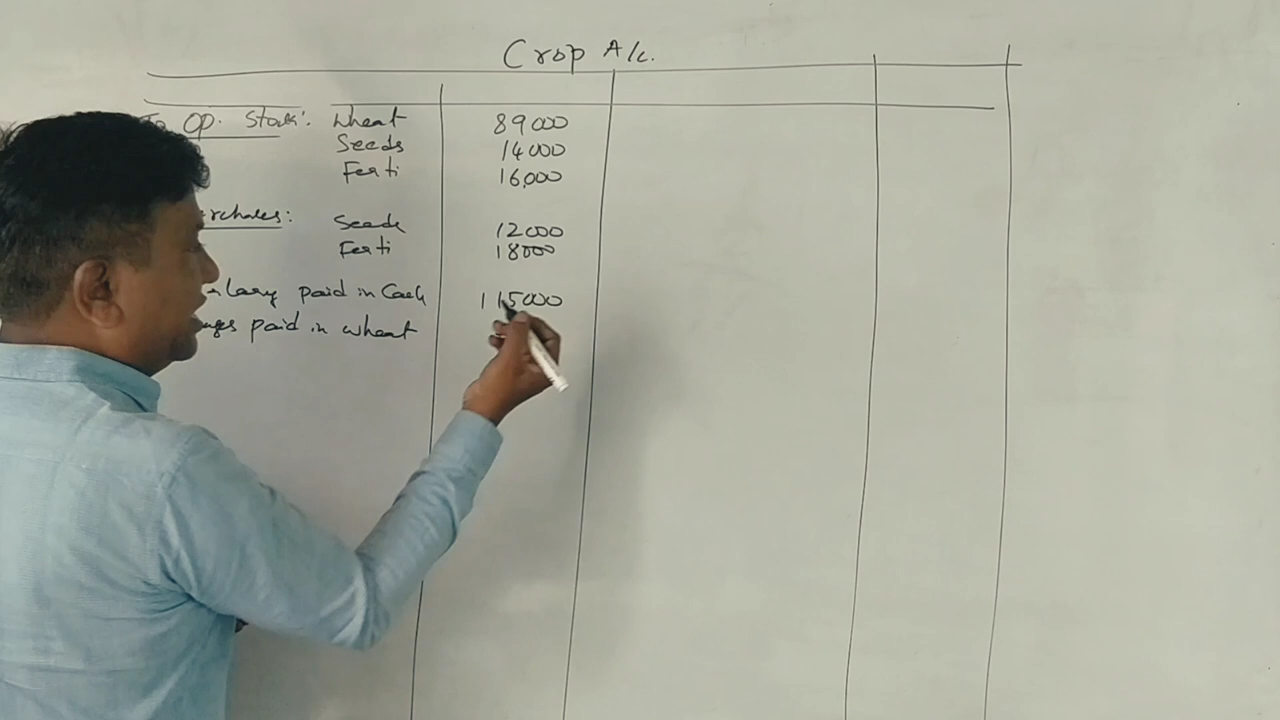 Crop A/c.
To Op. Stock: Wheat 89000
Seeds 14000
Ferti 16,000
Seeds 12000
Ferti 18000
paid in Cash 115000
paid in wheat